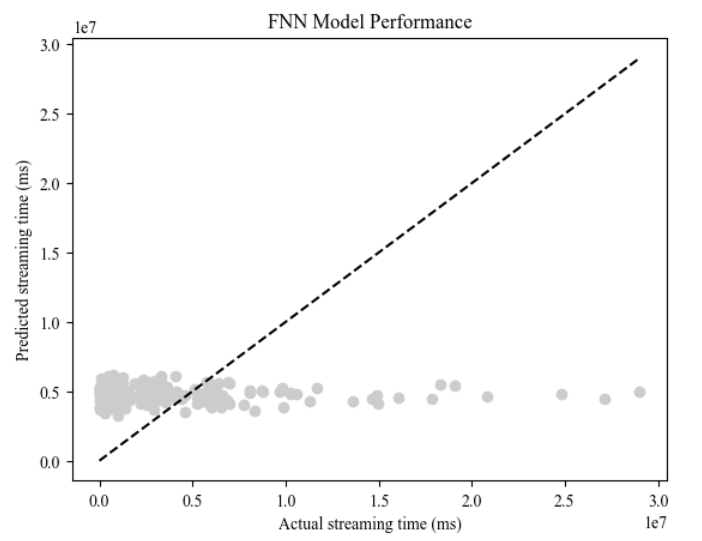 FNN Model Performance
1e7
3.0
2.5
2.0
1.5
1.0
0.5
0.0
Predicted streaming time (ms)
0.0 0.5 1.0 1.5 2.0 2.5 3.0
1e7
Actual streaming time (ms)